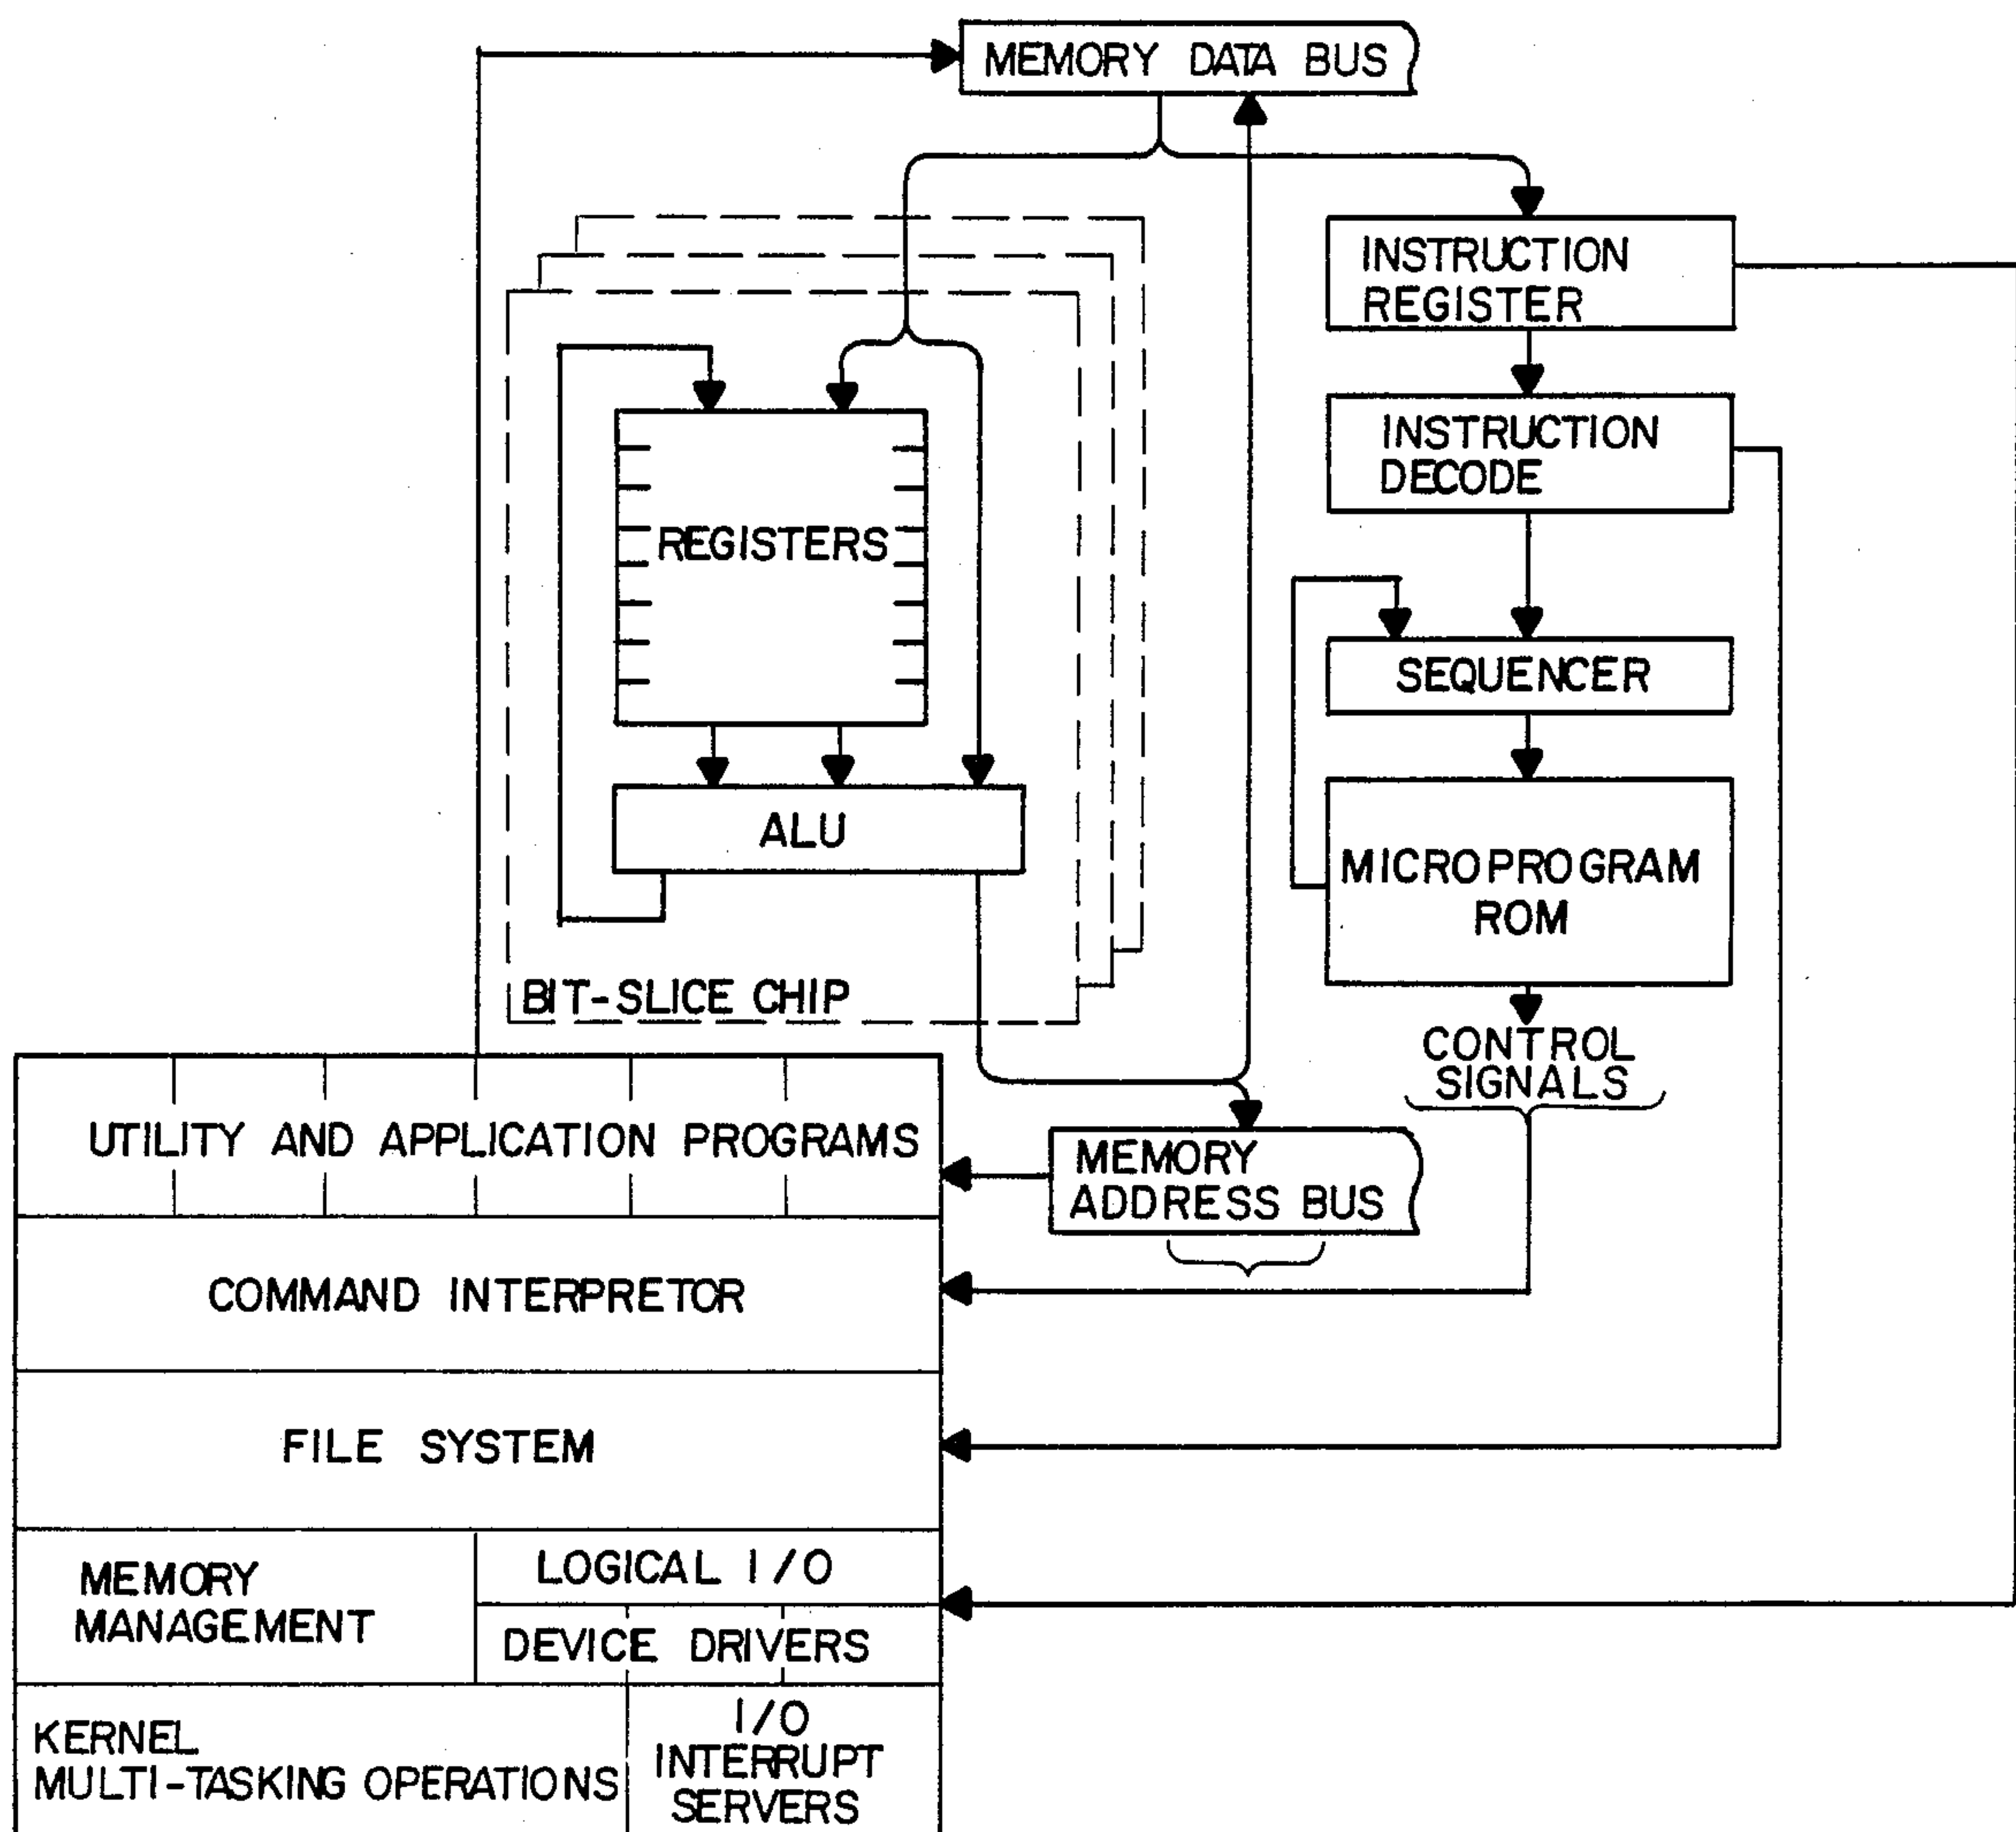 MEMORY DATA BUS
INSTRUCTION
REGISTER
INSTRUCTION
DECODE
REGISTERS
SEQUENCER
ALU
MICROPROGRAM
ROM
BIT-SLICE CHIP
CONTROL
SIGNALS
UTILITY AND APPLICATION PROGRAMS
MEMORY
ADDRESS BUS
COMMAND INTERPRETOR
FILE SYSTEM
MEMORY
MANAGEMENT
LOGICAL I/O
DEVICE DRIVERS
KERNEL
MULTI-TASKING OPERATIONS
I/O
INTERRUPT
SERVERS